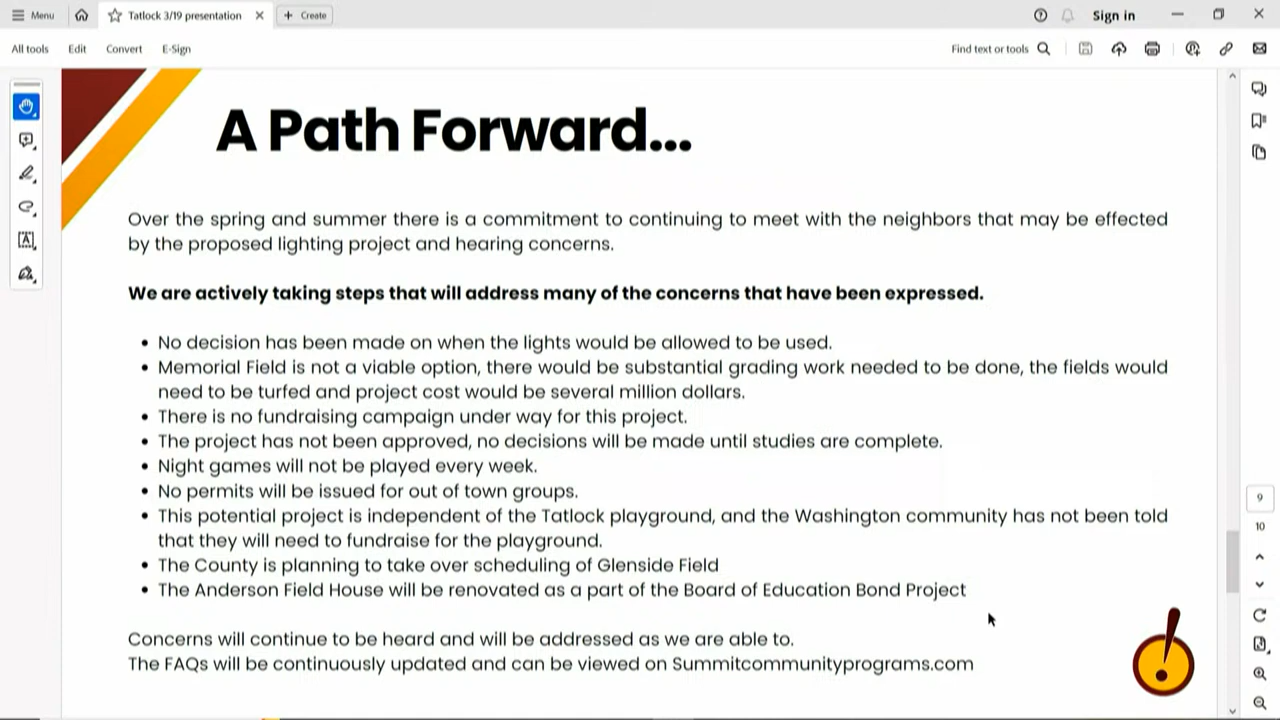 Menu
Tatlock 3/19 presentation
Create
Sign in
All tools
Edit
Convert
E-Sign
Find text or tools
A Path Forward...
Over the spring and summer there is a commitment to continuing to meet with the neighbors that may be effected
by the proposed lighting project and hearing concerns.
We are actively taking steps that will address many of the concerns that have been expressed.
• No decision has been made on when the lights would be allowed to be used.
• Memorial Field is not a viable option, there would be substantial grading work needed to be done, the fields would
need to be turfed and project cost would be several million dollars.
• There is no fundraising campaign under way for this project.
• The project has not been approved, no decisions will be made until studies are complete.
• Night games will not be played every week.
• No permits will be issued for out of town groups.
• This potential project is independent of the Tatlock playground, and the Washington community has not been told
that they will need to fundraise for the playground.
• The County is planning to take over scheduling of Glenside Field
• The Anderson Field House will be renovated as a part of the Board of Education Bond Project
Concerns will continue to be heard and will be addressed as we are able to.
The FAQs will be continuously updated and can be viewed on Summitcommunityprograms.com
9
10